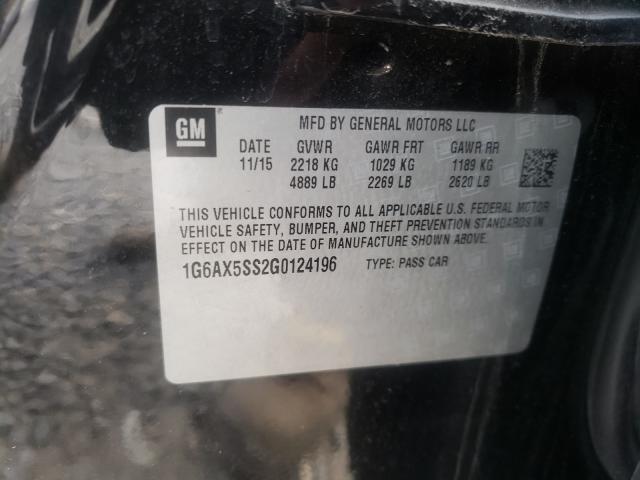 GM
MFD BY GENERAL MOTORS LLC
DATE GVWR GAWR FRT GAWR RR
11/15 2218 KG 1029 KG 1189 KG
4889 LB 2269 LB 2620 LB
THIS VEHICLE CONFORMS TO ALL APPLICABLE U.S. FEDERAL MOTOR
VEHICLE SAFETY, BUMPER, AND THEFT PREVENTION STANDARDS IN
EFFECT ON THE DATE OF MANUFACTURE SHOWN ABOVE.
1G6AX5SS2G0124196 TYPE: PASS CAR